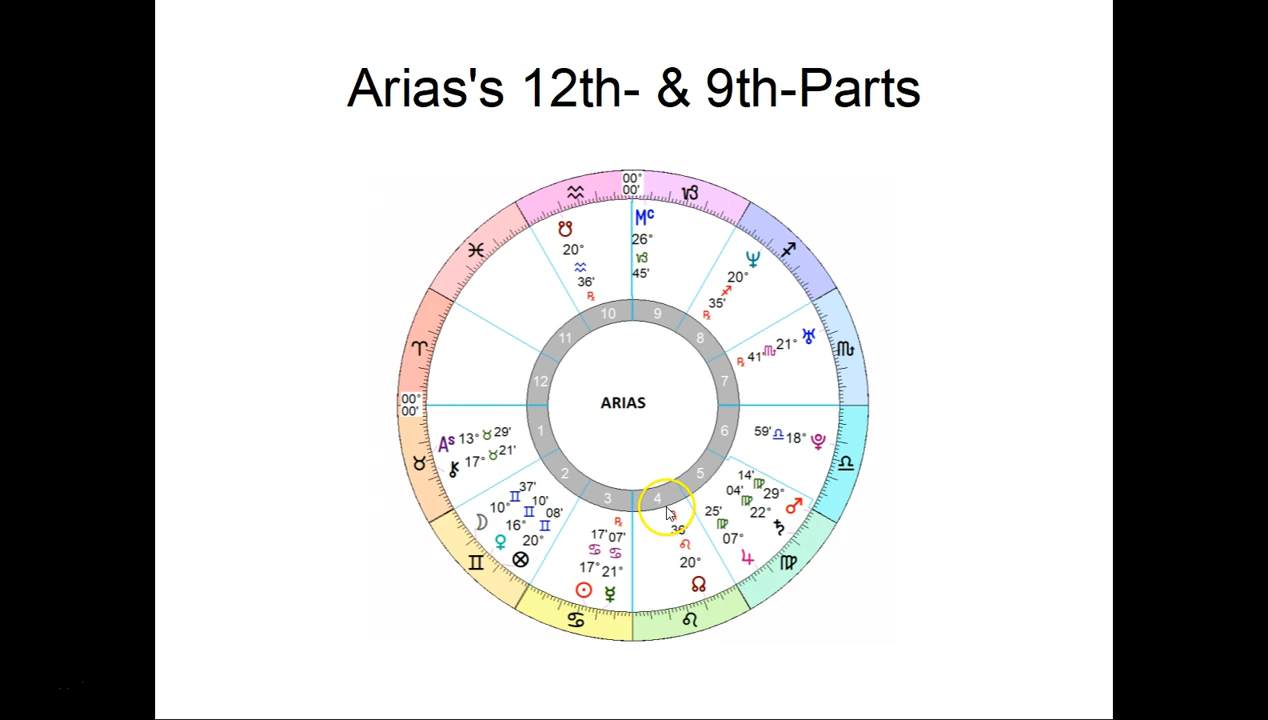 Arias's 12th- & 9th-Parts
♒ 00° 00' ♑
♓ ☋ 20° ♒ 36' ℞
Mc 26° ♑ 45'
♆ 20° ♐ 35' ℞ ♐
♈ 00° 00'
♅ 21° ♏ 41' ℞ ♏
10 9
11 8
12 7
1 6
2 5
3 4
ARIAS
As 13° ♉ 29'
⚷ 17° ♉ 21'
♉
59' ♎ 18° ♇ ♎
☽ 10° ♊ 37'
♀ 16° ♊ 10'
⊗ 20° ♊ 08'
♊
14' ♍ 29° ♂
04' ♍ 22° ♄
25' ♍ 07° ♃
♍
☉ 17° ♋ 17'
☿ 21° ♋ 07' ℞
♋
36' ♌ 20° ☊
♌